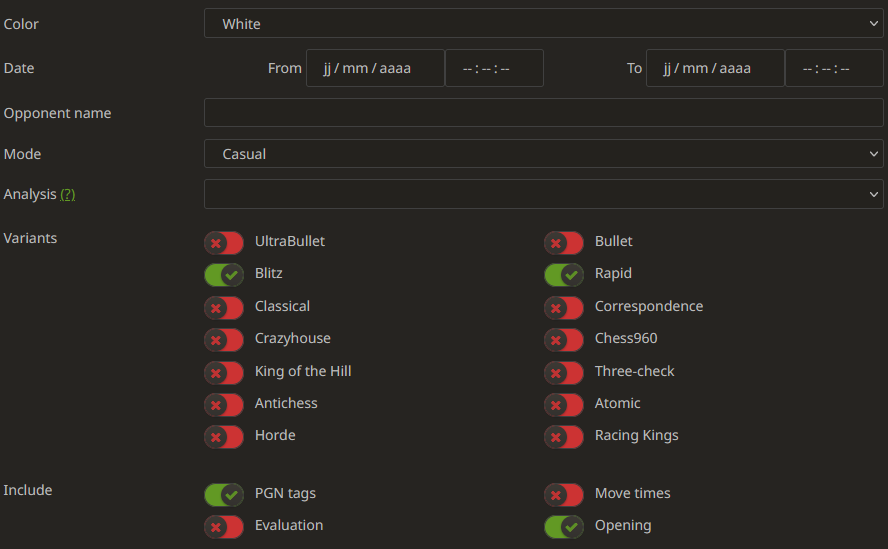 Color White
Date From jj / mm / aaaa -- : -- : -- To jj / mm / aaaa -- : -- : --
Opponent name
Mode Casual
Analysis (?)
Variants UltraBullet Bullet
Blitz Rapid
Classical Correspondence
Crazyhouse Chess960
King of the Hill Three-check
Antichess Atomic
Horde Racing Kings
Include PGN tags Move times
Evaluation Opening